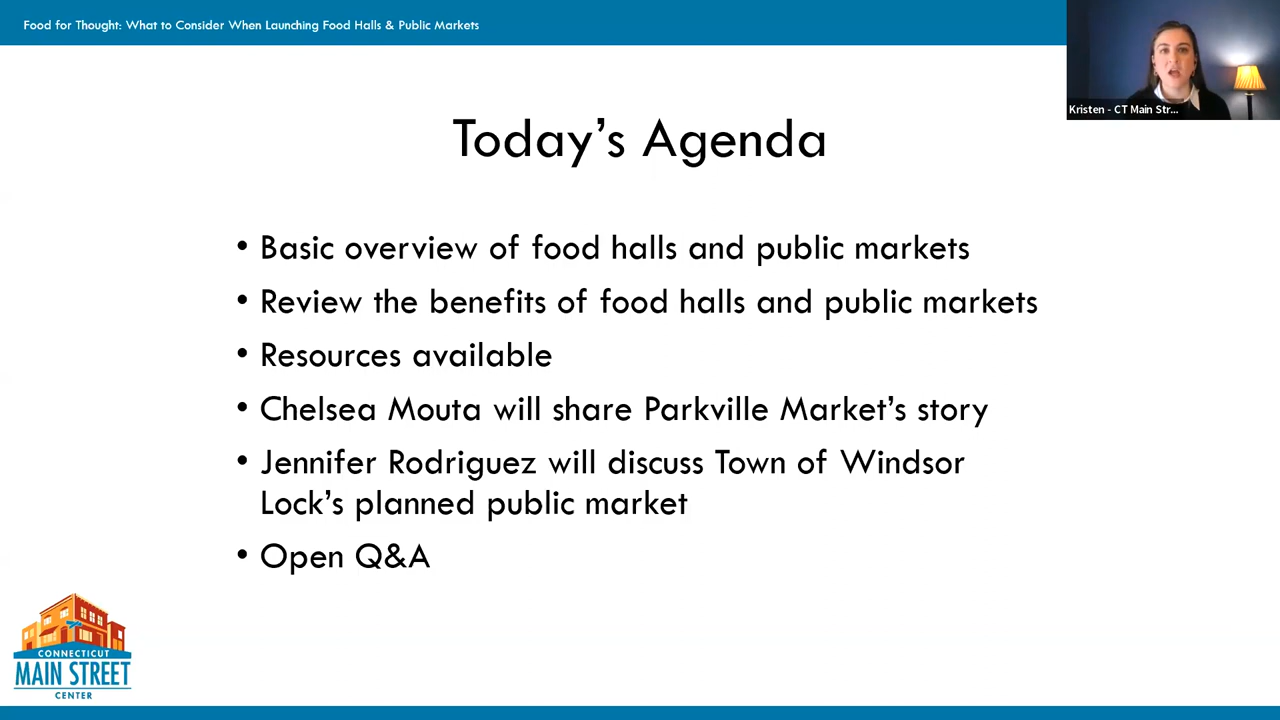 Food for Thought: What to Consider When Launching Food Halls & Public Markets
Kristen - CT Main Str...
Today's Agenda
• Basic overview of food halls and public markets
• Review the benefits of food halls and public markets
• Resources available
• Chelsea Mouta will share Parkville Market's story
• Jennifer Rodriguez will discuss Town of Windsor
Lock's planned public market
• Open Q&A
CONNECTICUT
MAIN STREET
CENTER